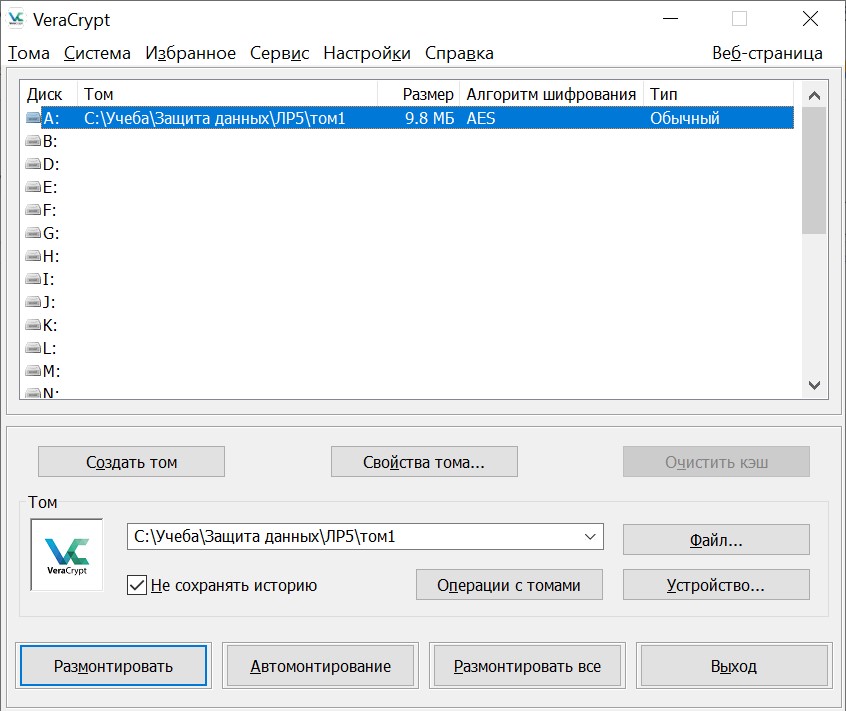 VeraCrypt
Тома Система Избранное Сервис Настройки Справка Веб-страница
Диск Том Размер Алгоритм шифрования Тип
A: C:\Учеба\Защита данных\ЛР5\том1 9.8 МБ AES Обычный
B:
D:
E:
F:
G:
H:
I:
J:
K:
L:
M:
N:
Создать том Свойства тома... Очистить кэш
Том
C:\Учеба\Защита данных\ЛР5\том1 Файл...
VeraCrypt
Не сохранять историю Операции с томами Устройство...
Размонтировать Автомонтирование Размонтировать все Выход